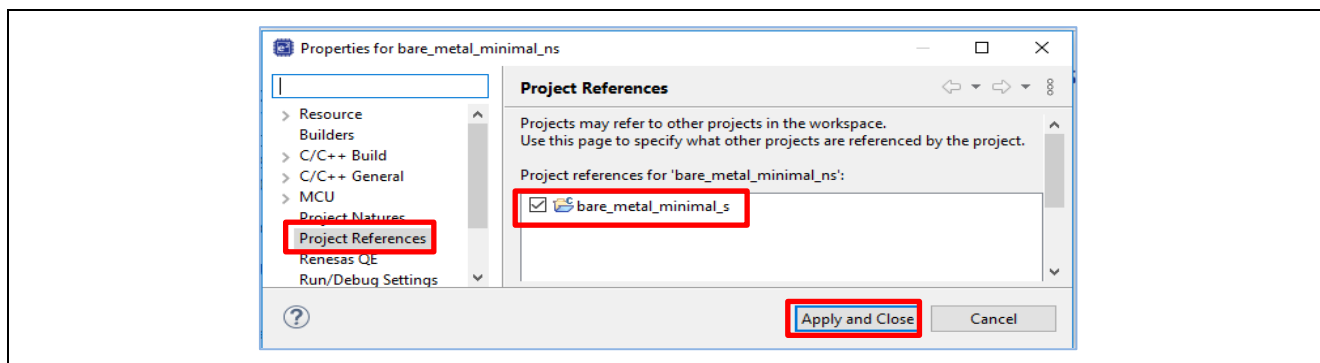 Properties for bare_metal_minimal_ns
Project References
> Resource
Builders
> C/C++ Build
> C/C++ General
> MCU
Project Natures
Project References
Renesas QE
Run/Debug Settings
Projects may refer to other projects in the workspace.
Use this page to specify what other projects are referenced by the project.
Project references for 'bare_metal_minimal_ns':
bare_metal_minimal_s
Apply and Close
Cancel